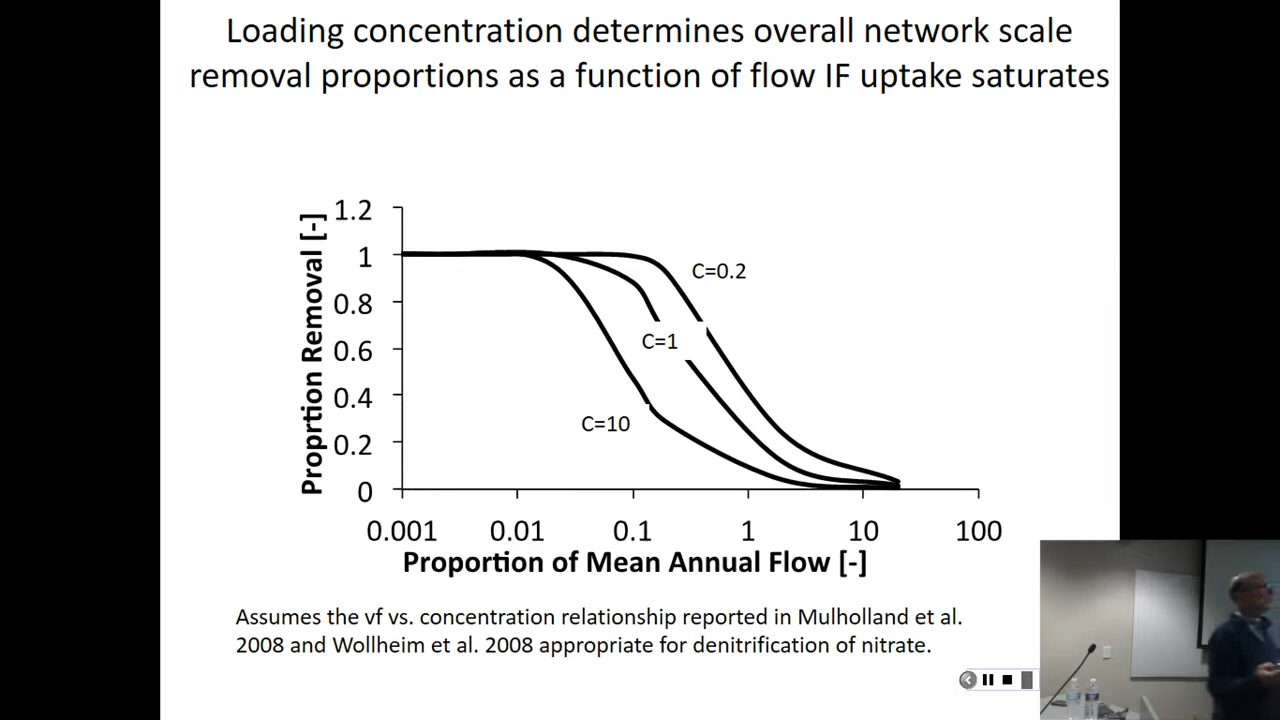 Loading concentration determines overall network scale
removal proportions as a function of flow IF uptake saturates
Proprtion Removal [-]
1.2
1
0.8
0.6
0.4
0.2
0
C=0.2
C=1
C=10
0.001 0.01 0.1 1 10 100
Proportion of Mean Annual Flow [-]
Assumes the vf vs. concentration relationship reported in Mulholland et al.
2008 and Wollheim et al. 2008 appropriate for denitrification of nitrate.